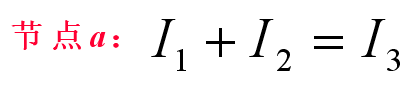 节点a： I₁ + I₂ = I₃